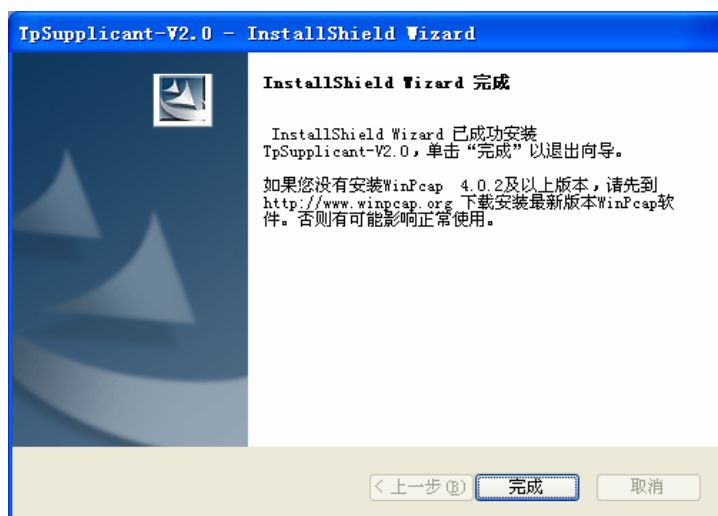 TpSupplicant-V2.0 - InstallShield Wizard
InstallShield Wizard 完成
InstallShield Wizard 已成功安装
TpSupplicant-V2.0，单击“完成”以退出向导。
如果您没有安装WinPcap 4.0.2及以上版本，请先到
http://www.winpcap.org 下载安装最新版本WinPcap软
件。否则有可能影响正常使用。
< 上一步(B) 完成 取消